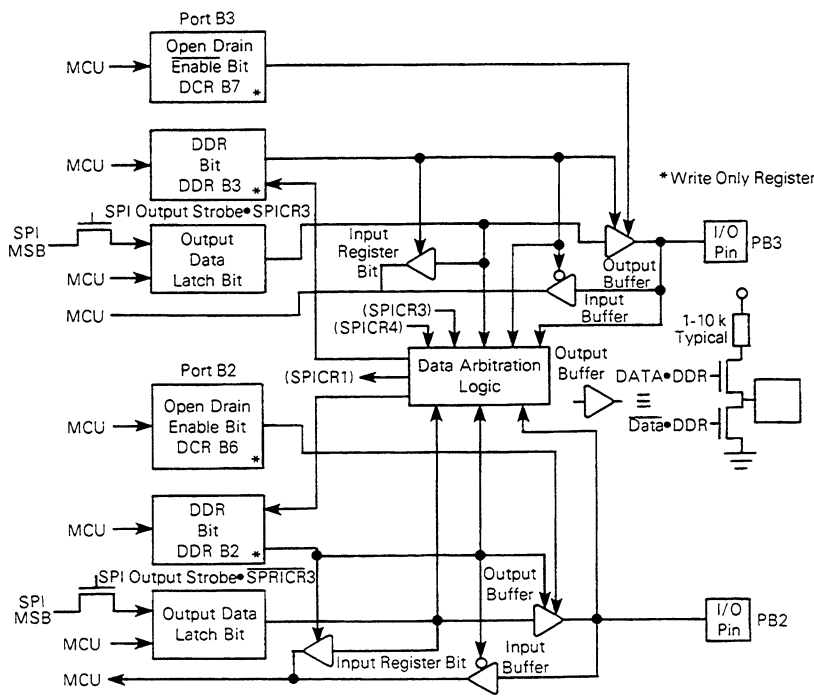 Port B3
Open Drain
E̅n̅a̅b̅l̅e̅ Bit
DCR B7
*
MCU
DDR
Bit
DDR B3
*
MCU
* Write Only Register
SPI Output Strobe•SPICR3
SPI
MSB
Output
Data
Latch Bit
MCU
MCU
Input
Register
Bit
Output
Buffer
Input
Buffer
I/O
Pin
PB3
(SPICR3)
(SPICR4)
Data Arbitration
Logic
(SPICR1)
Output
Buffer
≡
1-10 k
Typical
DATA•DDR
D̅a̅t̅a̅•DDR
Port B2
Open Drain
Enable Bit
DCR B6
*
MCU
DDR
Bit
DDR B2
*
MCU
SPI Output Strobe•S̅P̅R̅I̅C̅R̅3
SPI
MSB
Output Data
Latch Bit
MCU
MCU
Output
Buffer
Input
Buffer
Input Register Bit
I/O
Pin
PB2